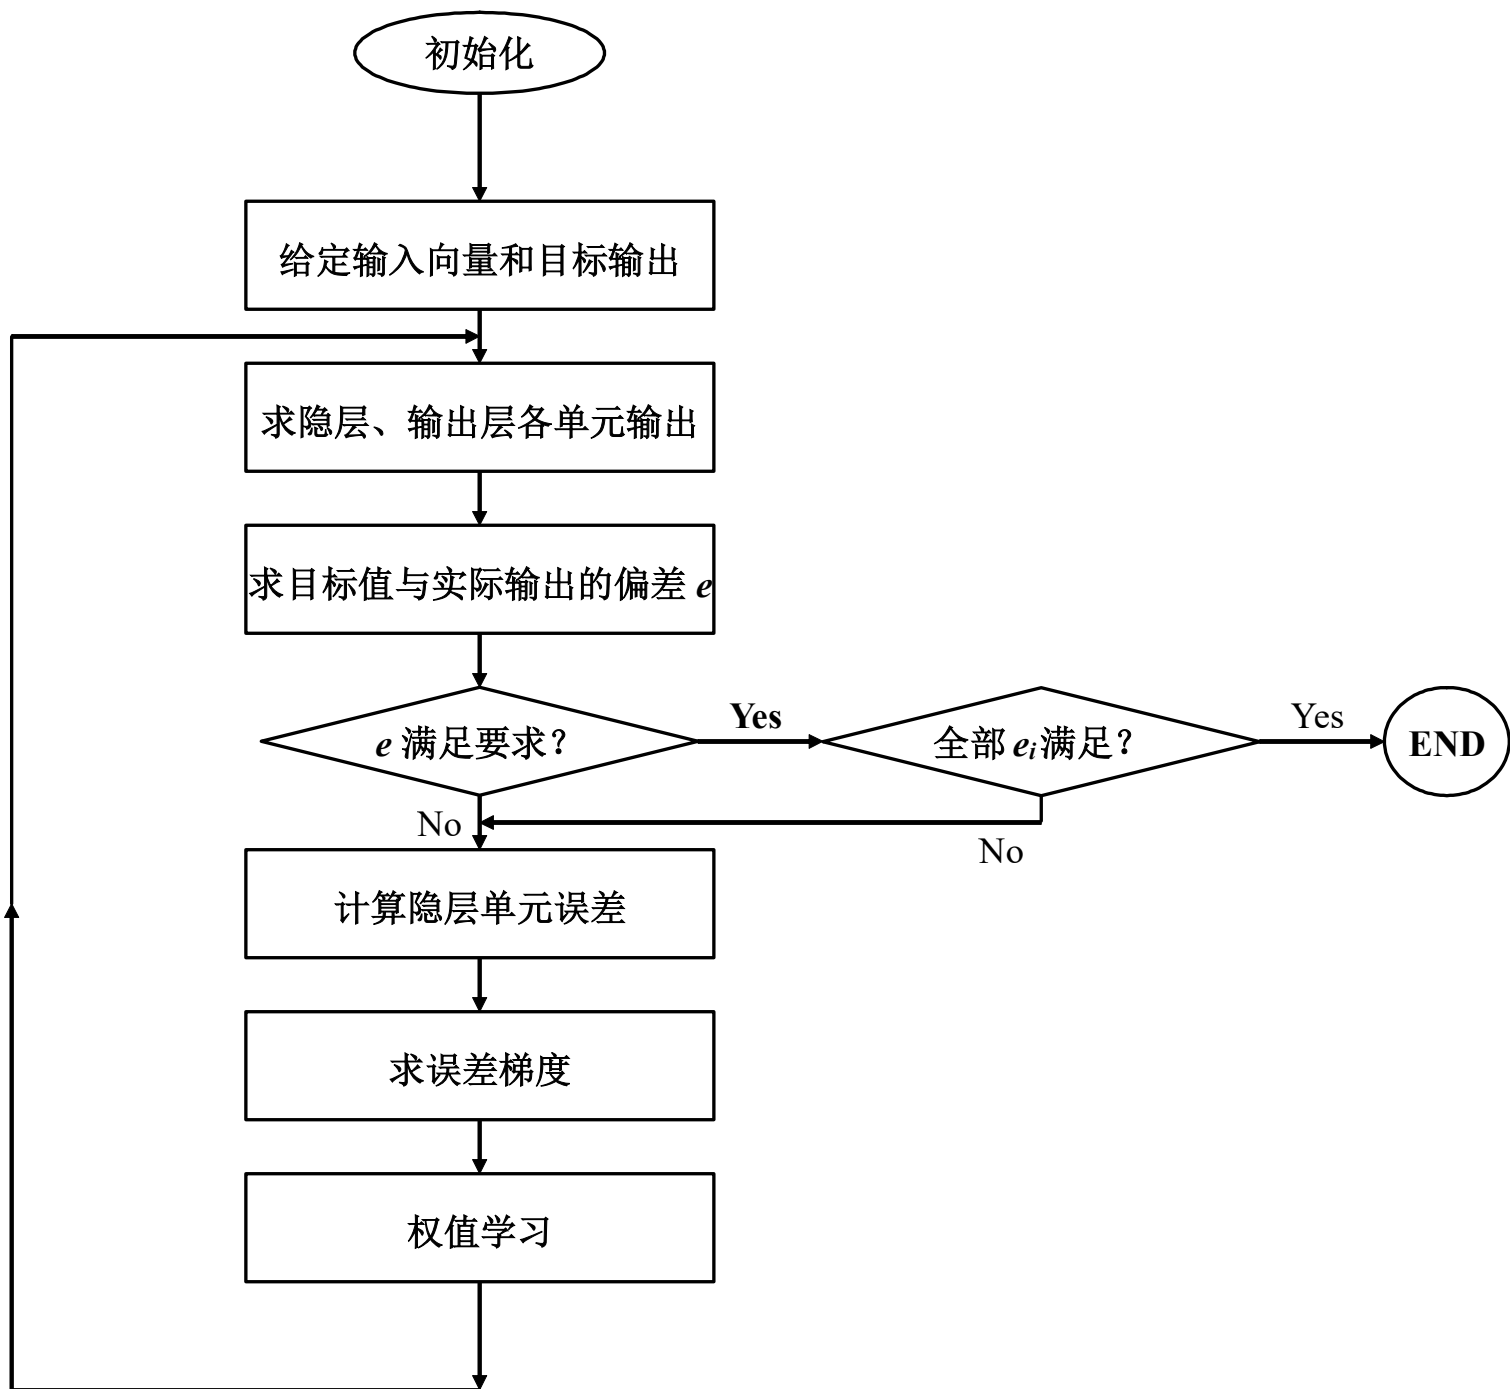 初始化
给定输入向量和目标输出
求隐层、输出层各单元输出
求目标值与实际输出的偏差 e
e 满足要求？
Yes
全部 ei 满足？
Yes
END
No
No
计算隐层单元误差
求误差梯度
权值学习